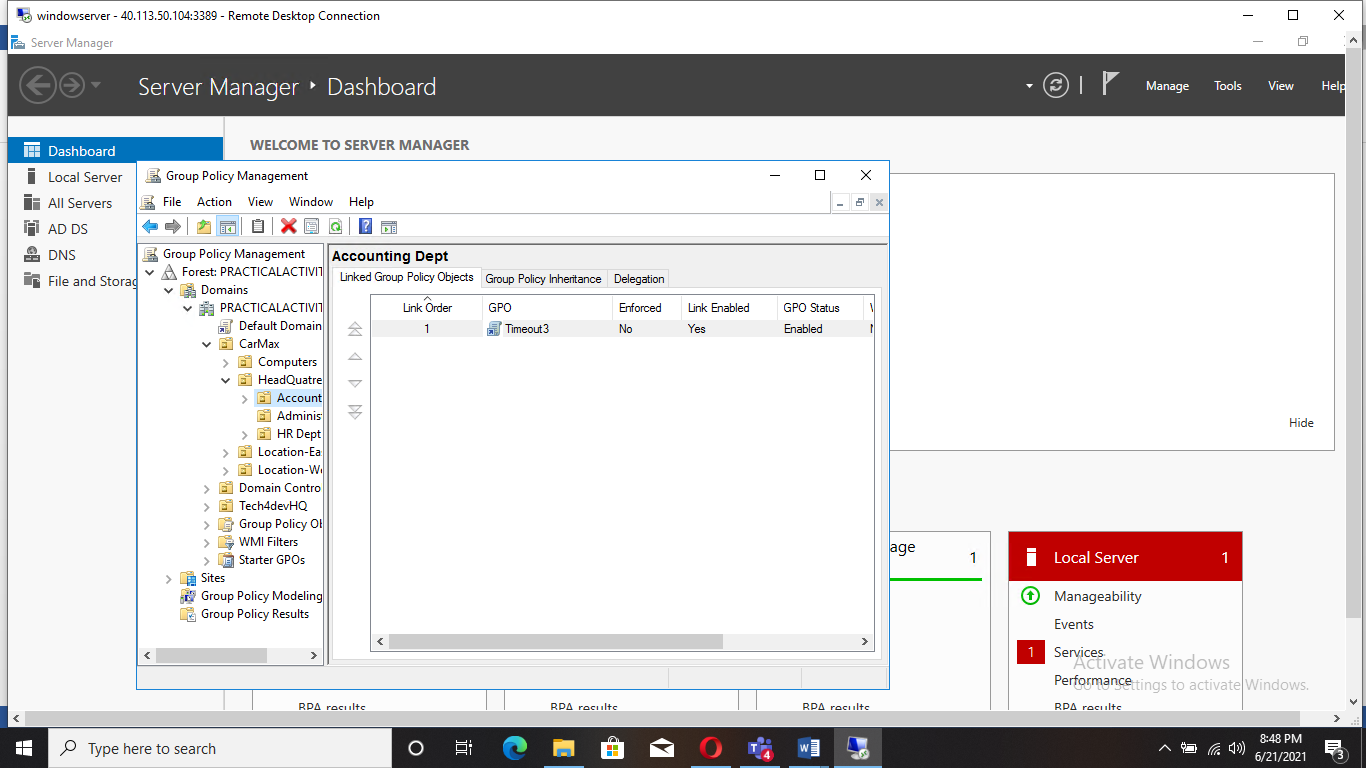 windowserver - 40.113.50.104:3389 - Remote Desktop Connection
Server Manager
Server Manager Dashboard
Manage Tools View Help
Dashboard
Local Server
All Servers
AD DS
DNS
File and Storag
WELCOME TO SERVER MANAGER
Group Policy Management
File Action View Window Help
Group Policy Management
Forest: PRACTICALACTIVIT
Domains
PRACTICALACTIVIT
Default Domain
CarMax
Computers
HeadQuatre
Account
Adminis
HR Dept
Location-Ea
Location-We
Domain Contro
Tech4devHQ
Group Policy Ob
WMI Filters
Starter GPOs
Sites
Group Policy Modeling
Group Policy Results
Accounting Dept
Linked Group Policy Objects Group Policy Inheritance Delegation
Link Order GPO Enforced Link Enabled GPO Status
1 Timeout3 No Yes Enabled
Hide
age 1
Local Server 1
Manageability
Events
1 Services
Performance
BPA results
BPA results
BPA results
BPA results
Activate Windows
Go to Settings to activate Windows.
Type here to search
4
8:48 PM
6/21/2021
3